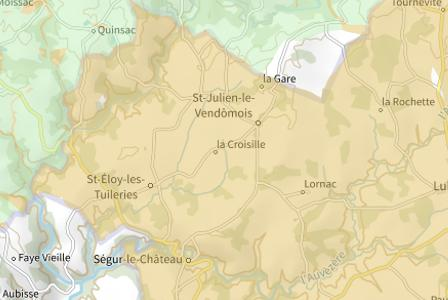 Moissac
Tournevite
Quinsac
la Gare
St-Julien-le-
Vendômois
la Rochette
la Croisille
St-Éloy-les-
Tuileries
Lornac
Faye Vieille
Ségur-le-Château
l'Auvézère
Aubisse